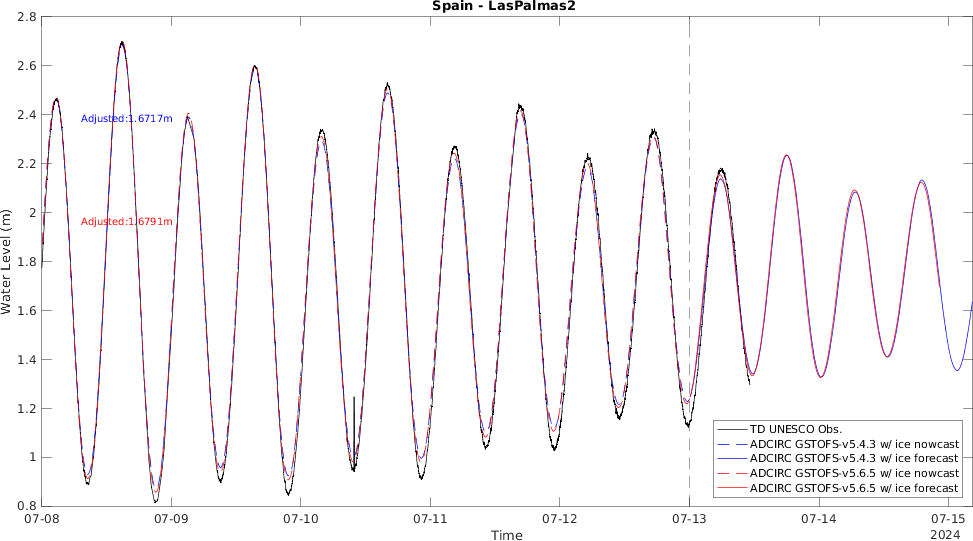 Spain - LasPalmas2
2.8
2.6
2.4
2.2
2
1.8
1.6
1.4
1.2
1
0.8
Water Level (m)
Adjusted:1.6717m
Adjusted:1.6791m
TD UNESCO Obs.
ADCIRC GSTOFS-v5.4.3 w/ ice nowcast
ADCIRC GSTOFS-v5.4.3 w/ ice forecast
ADCIRC GSTOFS-v5.6.5 w/ ice nowcast
ADCIRC GSTOFS-v5.6.5 w/ ice forecast
07-08 07-09 07-10 07-11 07-12 07-13 07-14 07-15
Time
2024